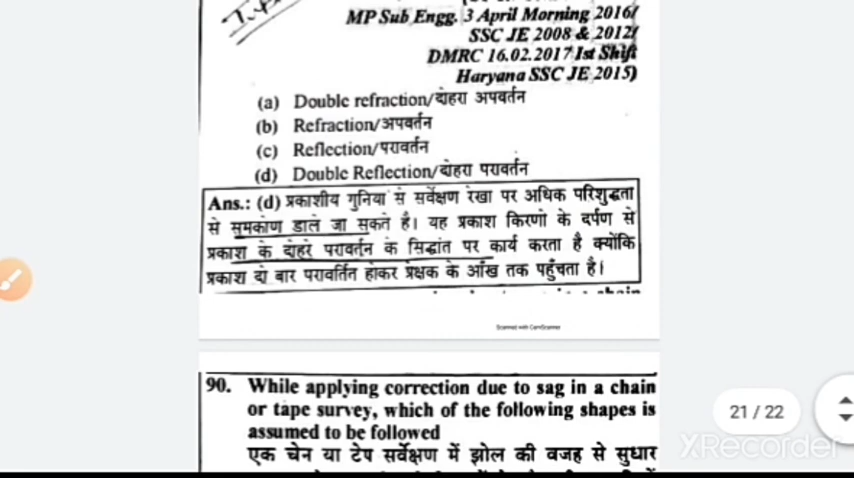 MP Sub Engg. 3 April Morning 2016/
SSC JE 2008 & 2012/
DMRC 16.02.2017 Ist Shift
Haryana SSC JE 2015)
(a) Double refraction/दोहरा अपवर्तन
(b) Refraction/अपवर्तन
(c) Reflection/परावर्तन
(d) Double Reflection/दोहरा परावर्तन
Ans.: (d) प्रकाशीय गुनिया से सर्वेक्षण रेखा पर अधिक परिशुद्धता
से समकोण डाले जा सकते है। यह प्रकाश किरणो के दर्पण से
प्रकाश के दोहरे परावर्तन के सिद्धांत पर कार्य करता है क्योंकि
प्रकाश दो बार परावर्तित होकर प्रेक्षक के आँख तक पहुँचता है।
Scanned with CamScanner
90. While applying correction due to sag in a chain
or tape survey, which of the following shapes is
assumed to be followed
एक चेन या टेप सर्वेक्षण में झोल की वजह से सुधार
21 / 22
XRecorder